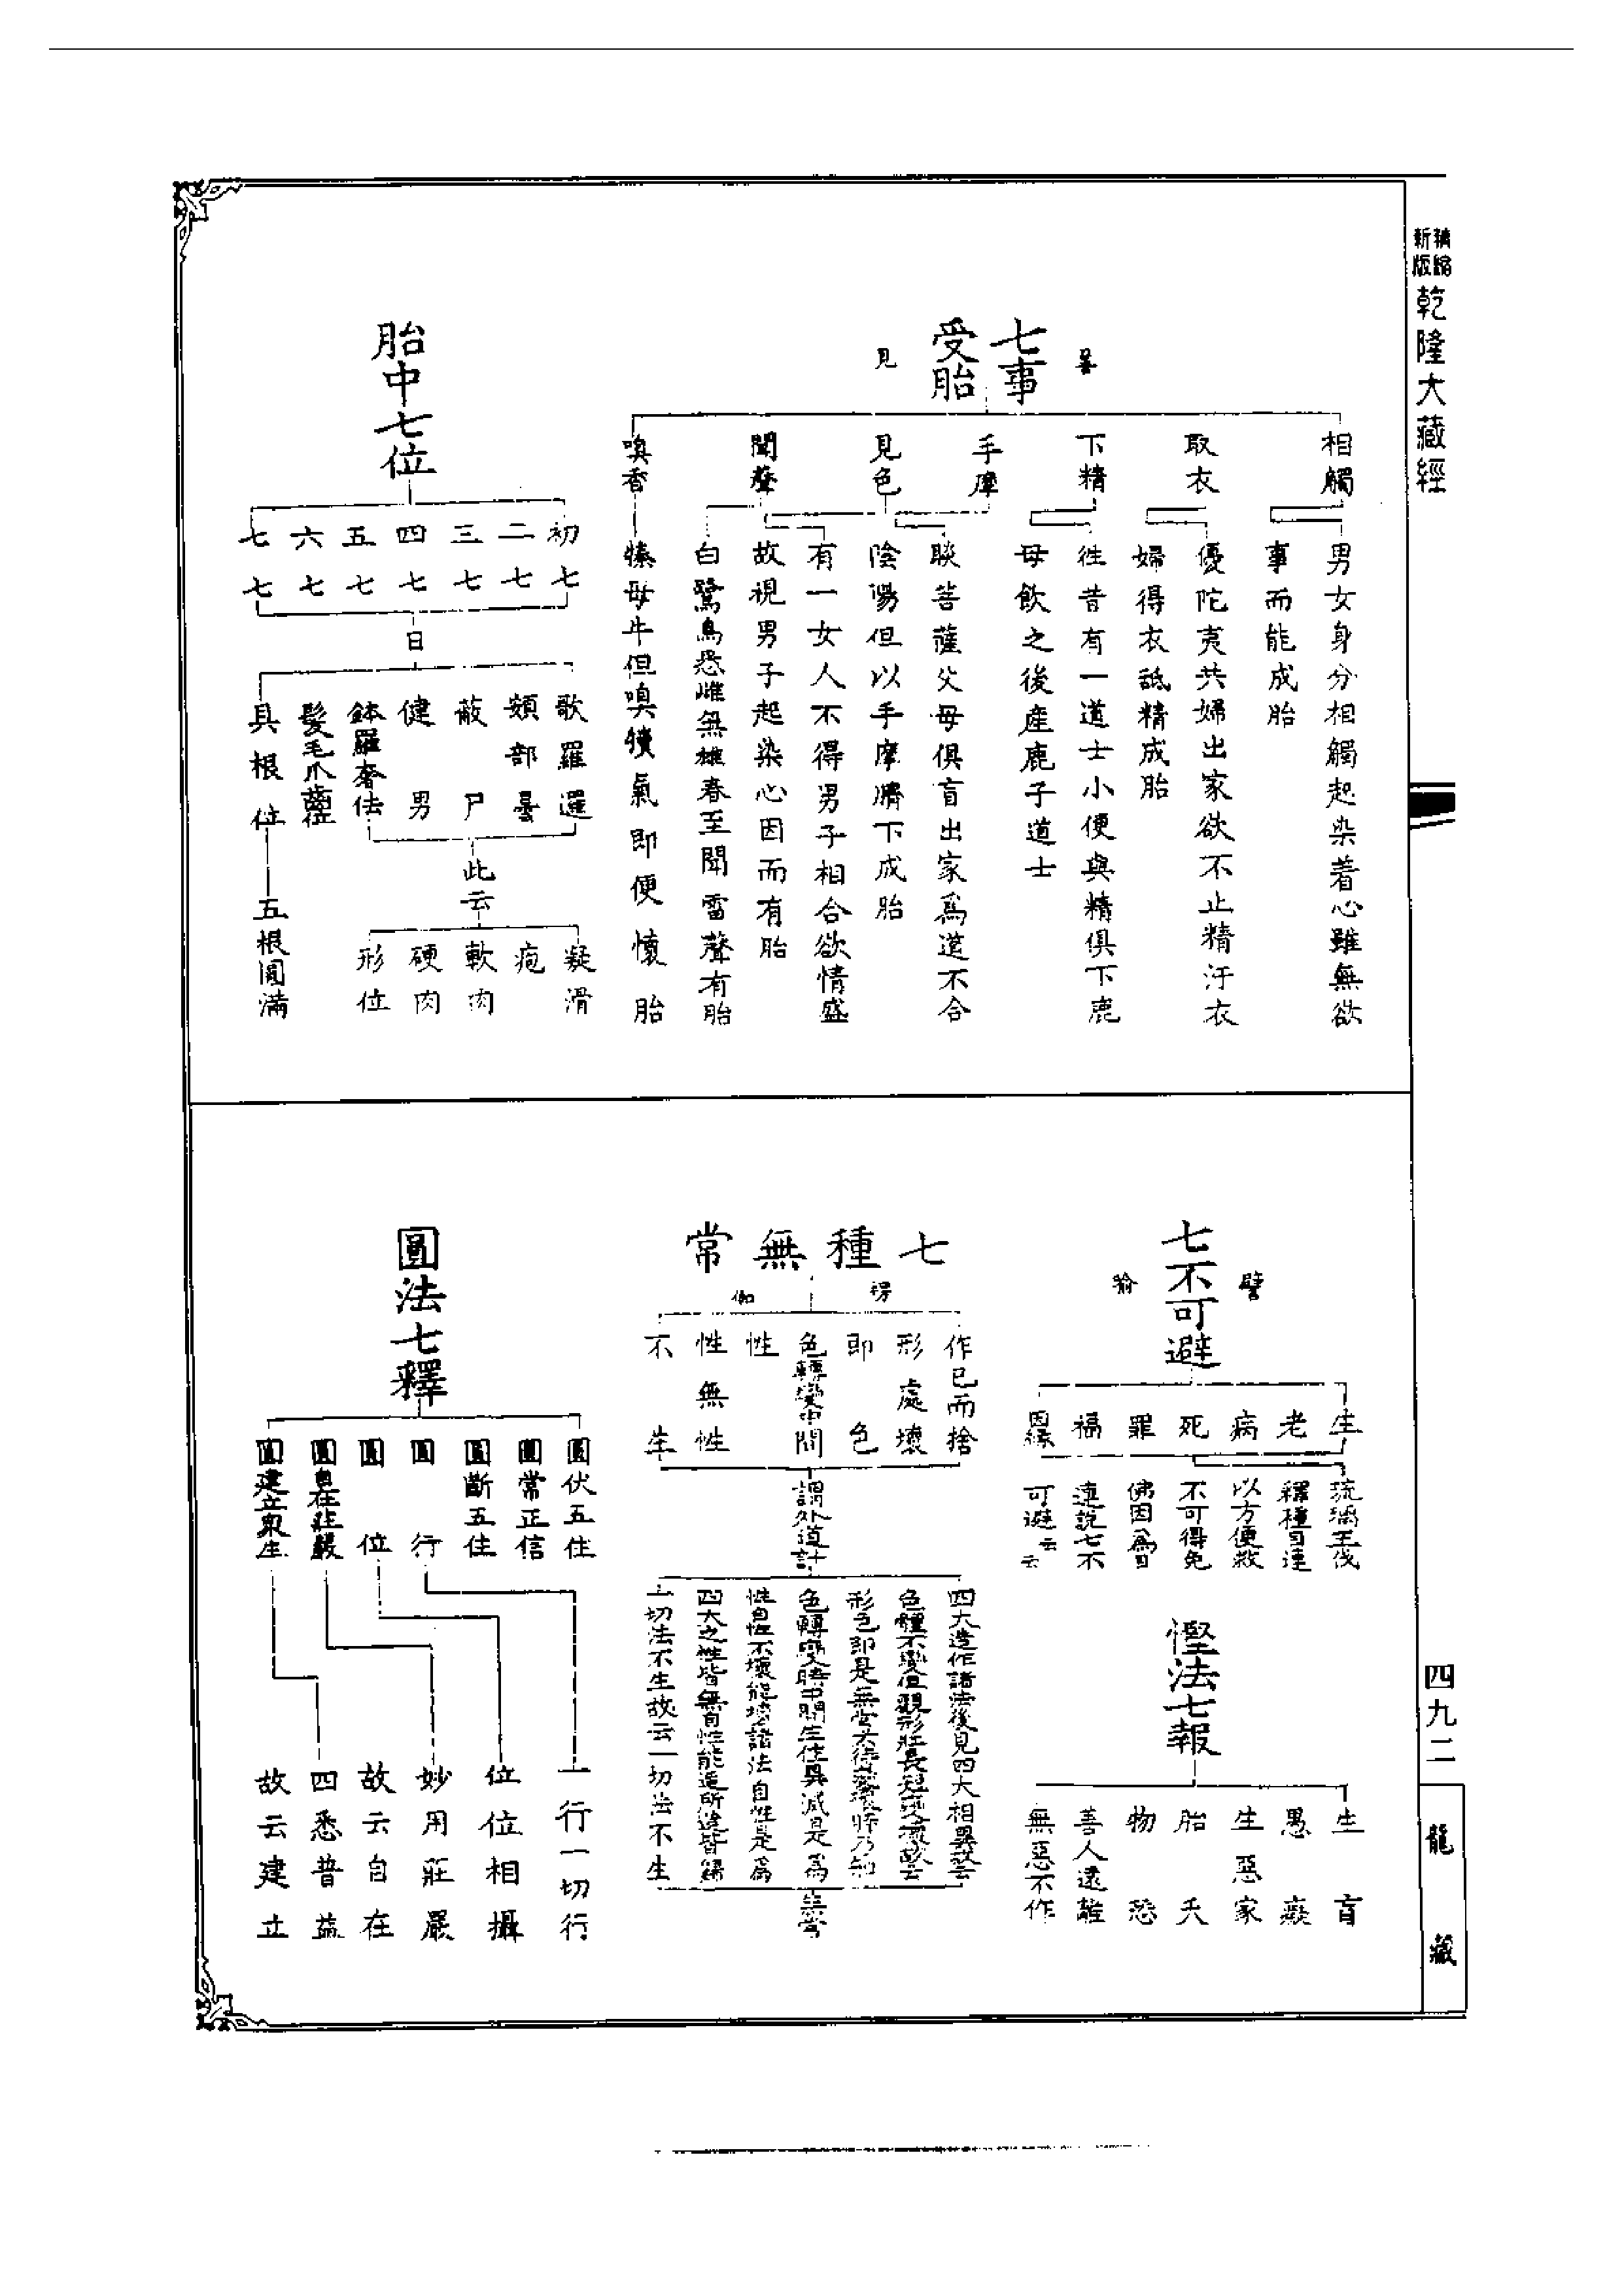 新版
乾隆大藏經
七事
受胎
見
相觸
取衣
下精
手摩
見色
聞聲
嗅香
男女身分相觸起染着心雖無欲
事而能成胎
優陀夷共婦出家欲不止精汙衣
婦得衣舐精成胎
往昔有一道士小便與精俱下鹿
母飲之後產鹿子道士
睒菩薩父母俱盲出家爲道不合
陰陽但以手摩臍下成胎
有一女人不得男子相合欲情盛
故視男子起染心因而有胎
白鷺鳥悉雌無雄春至聞雷聲有胎
㹀母牛但嗅犢氣即便懷胎
胎中七位
初七
二七
三七
四七
五七
六七
七七
日
歌羅邏
頞部曇
蔽尸
健男
鉢羅奢佉
髮毛爪齒位
具根位
此云
凝滑
疱
軟肉
硬肉
形位
五根圓滿
七不可避
譬
喻
生
老
病
死
罪
福
因緣
琉璃王伐
釋種目連
以方便救
不可得免
佛因爲目
連說七不
可避云云
慳法七報
生盲
愚癡
生惡家
胎夭
物恐
善人遠離
無惡不作
七種無常
楞
伽
作已而捨
形處壞
即色
色轉變中間
性
性無性
不生
謂外道計
四大造作諸法後見四大相異故云
色體不變但觀形狀長短變壞故云
形色即是無常大待變壞時乃知
色轉變時中間生住異滅是爲
性自性不壞能壞諸法自性是爲
四大之性皆無自性能造所造皆歸
一切法不生故云一切法不生
無常
圓法七釋
圓伏五住
圓常正信
圓斷五住
圓行
圓位
圓自在莊嚴
圓建立衆生
一行一切行
位位相攝
妙用莊嚴
故云自在
四悉普益
故云建立
四九二
龍藏